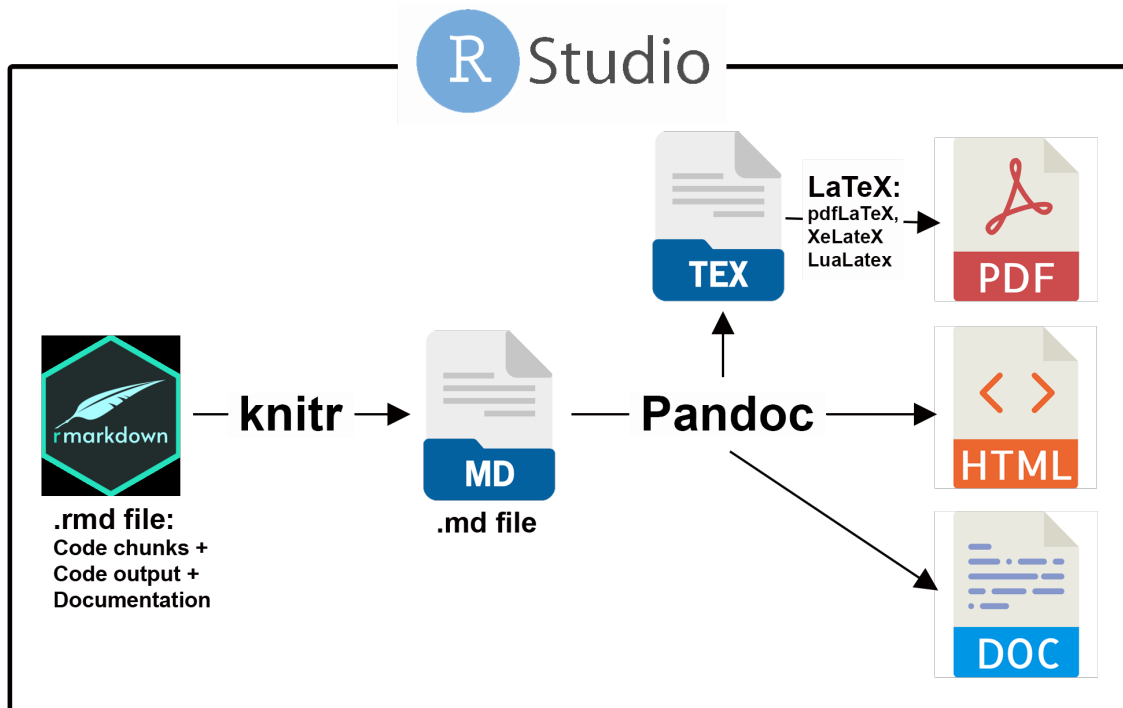 R Studio
LaTeX:
pdfLaTeX,
XeLateX
LuaLatex
TEX
PDF
rmarkdown
knitr
MD
Pandoc
HTML
.rmd file:
Code chunks +
Code output +
Documentation
.md file
DOC